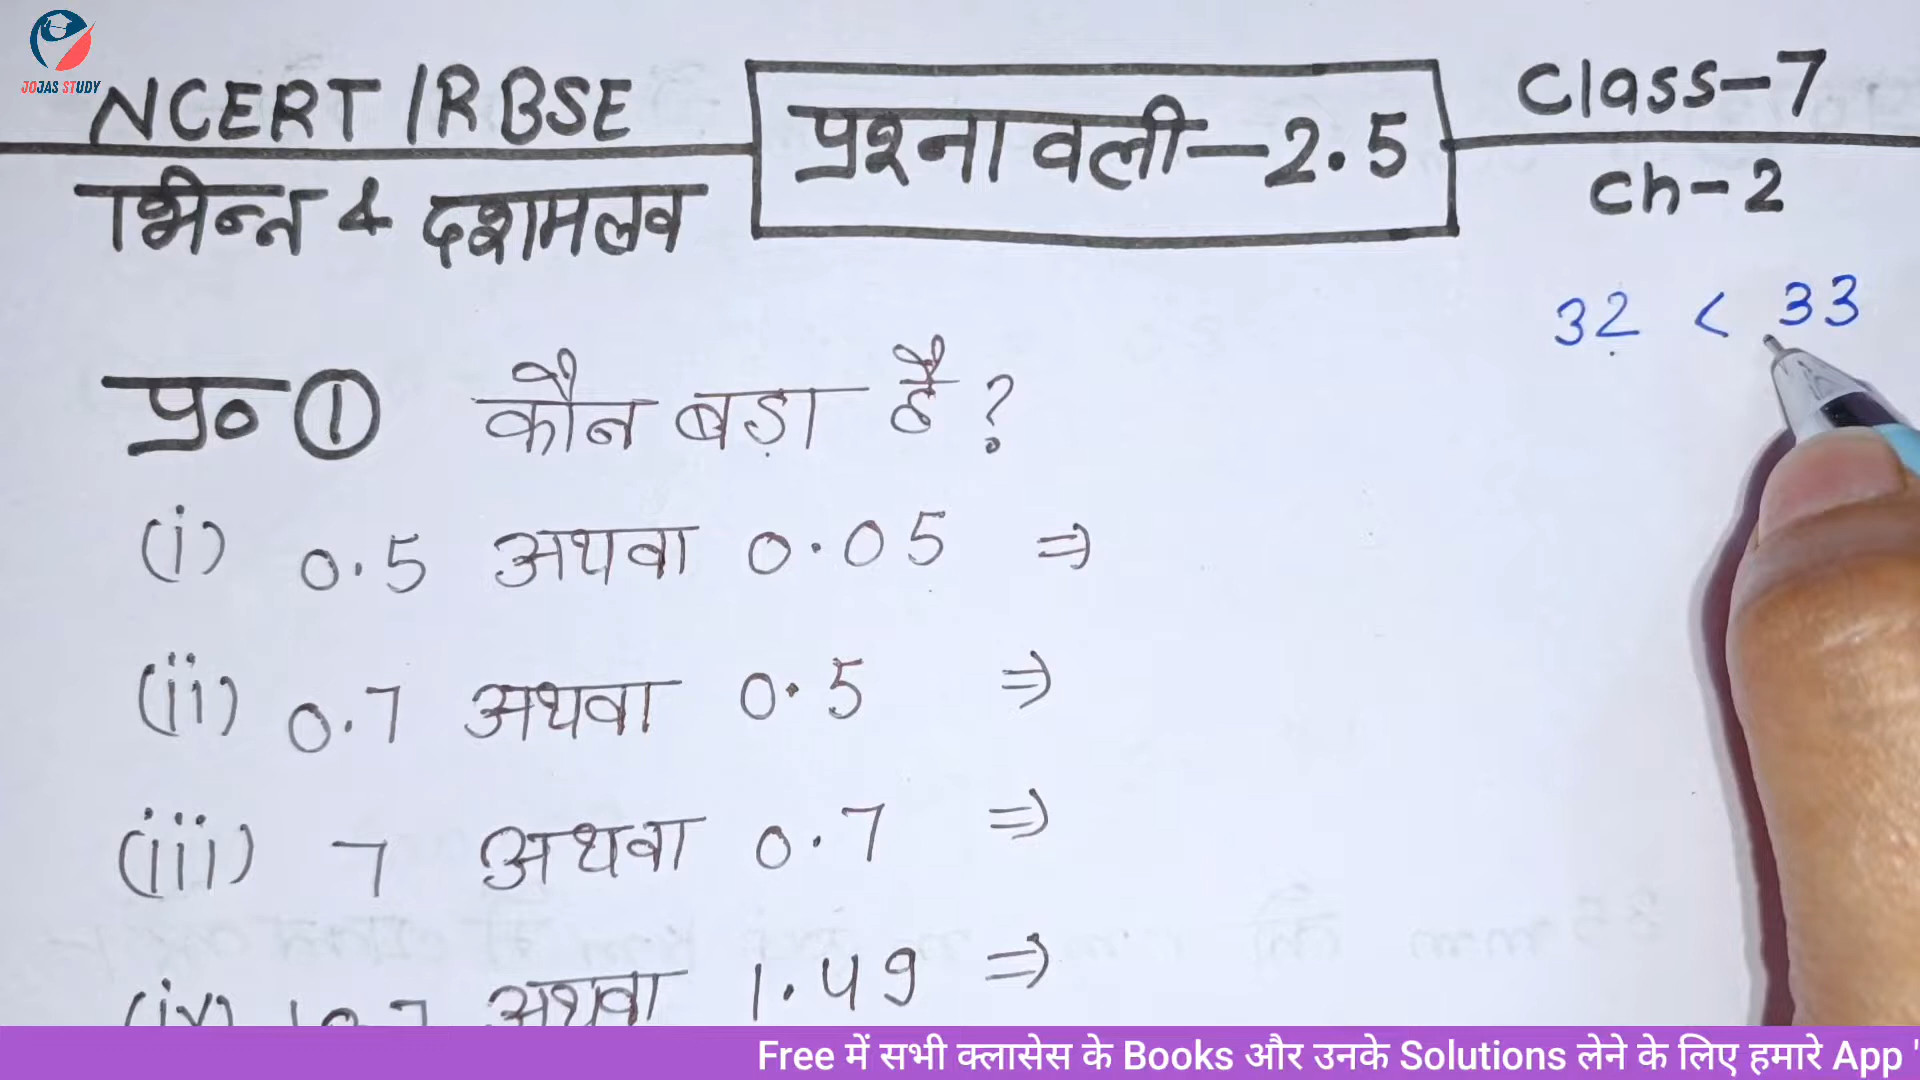 JOJAS STUDY
NCERT / RBSE
प्रश्नावली-2.5
Class-7
भिन्न & दशमलव
Ch-2
32 < 33
प्र० ① कौन बड़ा है ?
(i) 0.5 अथवा 0.05 ⇒
(ii) 0.7 अथवा 0.5 ⇒
(iii) 7 अथवा 0.7 ⇒
(iv) अथवा 1.49 ⇒
Free में सभी क्लासेस के Books और उनके Solutions लेने के लिए हमारे App '